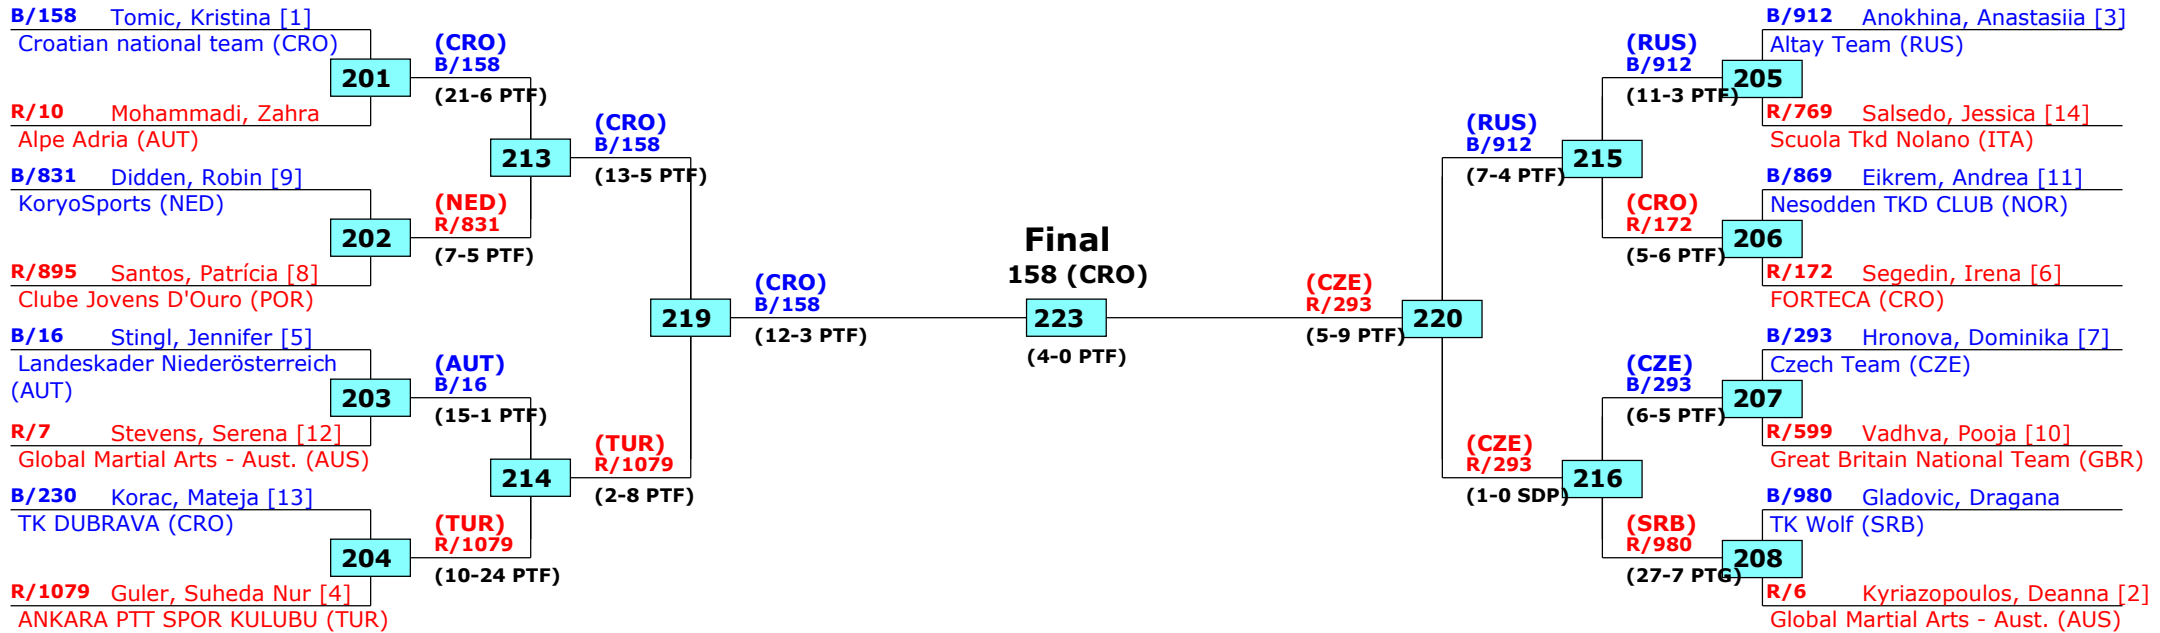 B/158 Tomic, Kristina [1]
Croatian national team (CRO)
201
R/10 Mohammadi, Zahra
Alpe Adria (AUT)
B/831 Didden, Robin [9]
KoryoSports (NED)
202
R/895 Santos, Patrícia [8]
Clube Jovens D'Ouro (POR)
B/16 Stingl, Jennifer [5]
Landeskader Niederösterreich
(AUT)
203
R/7 Stevens, Serena [12]
Global Martial Arts - Aust. (AUS)
B/230 Korac, Mateja [13]
TK DUBRAVA (CRO)
204
R/1079 Guler, Suheda Nur [4]
ANKARA PTT SPOR KULUBU (TUR)
(CRO)
B/158
(21-6 PTF)
213
(NED)
R/831
(7-5 PTF)
(AUT)
B/16
(15-1 PTF)
214
(TUR)
R/1079
(10-24 PTF)
(CRO)
B/158
(13-5 PTF)
219
(TUR)
R/1079
(2-8 PTF)
(CRO)
B/158
(12-3 PTF)
Final
158 (CRO)
223
(4-0 PTF)
(CZE)
R/293
(5-9 PTF)
220
(RUS)
B/912
(7-4 PTF)
215
(CZE)
R/293
(1-0 SDP)
216
(RUS)
B/912
(11-3 PTF)
(CRO)
R/172
(5-6 PTF)
(CZE)
B/293
(6-5 PTF)
(SRB)
R/980
(27-7 PTG)
B/912 Anokhina, Anastasiia [3]
Altay Team (RUS)
205
R/769 Salsedo, Jessica [14]
Scuola Tkd Nolano (ITA)
B/869 Eikrem, Andrea [11]
Nesodden TKD CLUB (NOR)
206
R/172 Segedin, Irena [6]
FORTECA (CRO)
B/293 Hronova, Dominika [7]
Czech Team (CZE)
207
R/599 Vadhva, Pooja [10]
Great Britain National Team (GBR)
B/980 Gladovic, Dragana
TK Wolf (SRB)
208
R/6 Kyriazopoulos, Deanna [2]
Global Martial Arts - Aust. (AUS)